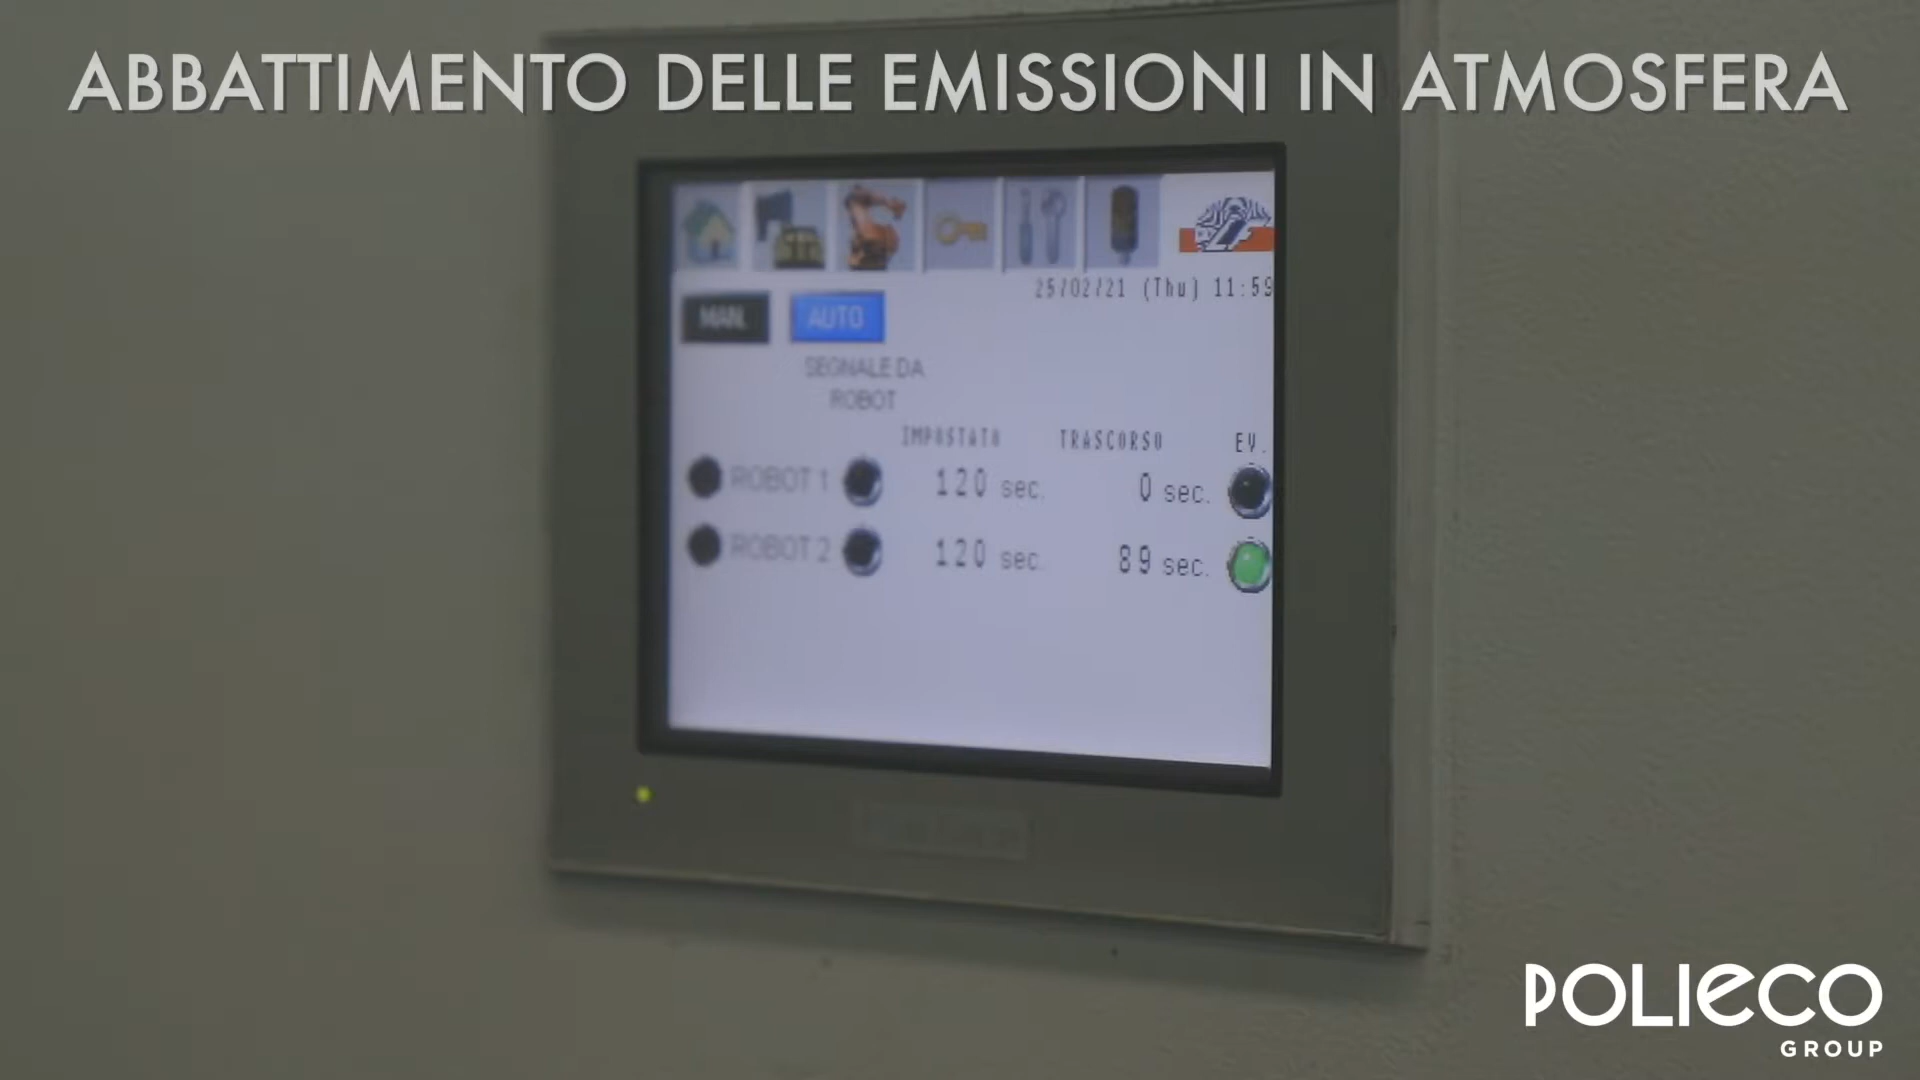 ABBATTIMENTO DELLE EMISSIONI IN ATMOSFERA
25/02/21 (Thu) 11:59
MAN. AUTO
SEGNALE DA
ROBOT
IMPOSTATO TRASCORSO EV.
ROBOT 1 120 sec. 0 sec.
ROBOT 2 120 sec. 89 sec.
POLIECO
GROUP